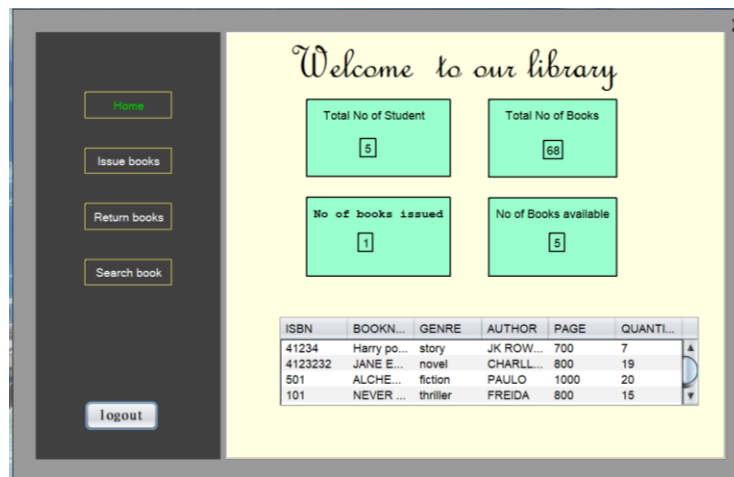 Welcome to our library
Home
Issue books
Return books
Search book
logout
Total No of Student
5
Total No of Books
68
No of books issued
1
No of Books available
5
ISBN BOOKN... GENRE AUTHOR PAGE QUANTI...
41234 Harry po... story JK ROW... 700 7
4123232 JANE E... novel CHARLL... 800 19
501 ALCHE... fiction PAULO 1000 20
101 NEVER ... thriller FREIDA 800 15